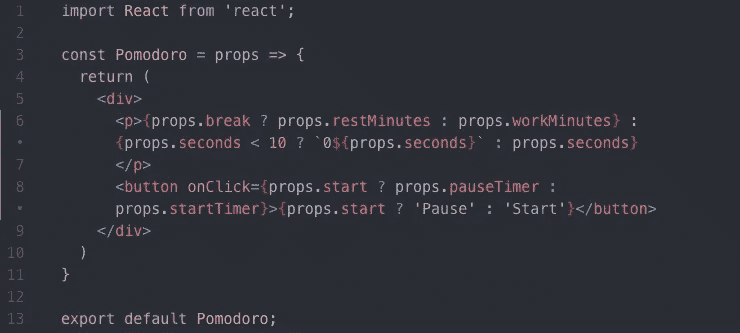 1 import React from 'react';
2
3 const Pomodoro = props => {
4 return (
5 <div>
6 <p>{props.break ? props.restMinutes : props.workMinutes} :
• {props.seconds < 10 ? `0${props.seconds}` : props.seconds}
7 </p>
8 <button onClick={props.start ? props.pauseTimer :
• props.startTimer}>{props.start ? 'Pause' : 'Start'}</button>
9 </div>
10 )
11 }
12
13 export default Pomodoro;